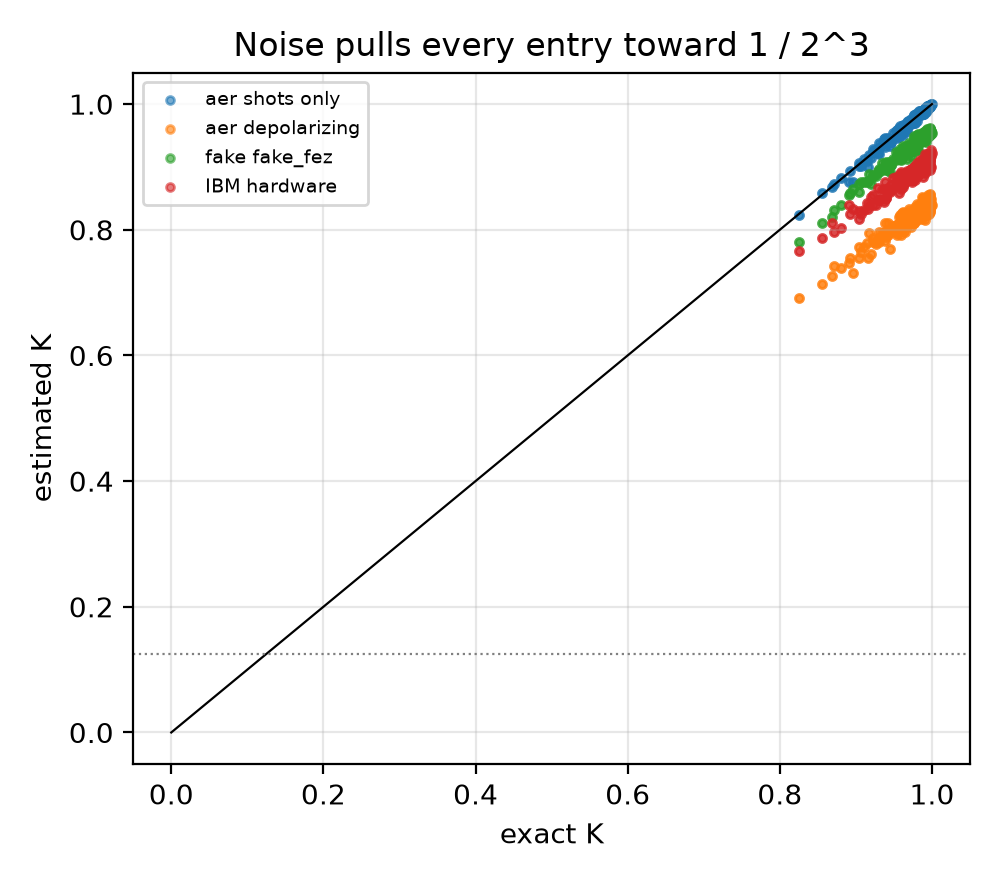 Noise pulls every entry toward 1 / 2^3
aer shots only
aer depolarizing
fake fake_fez
IBM hardware
1.0
0.8
0.6
0.4
0.2
0.0
estimated K
0.0 0.2 0.4 0.6 0.8 1.0
exact K